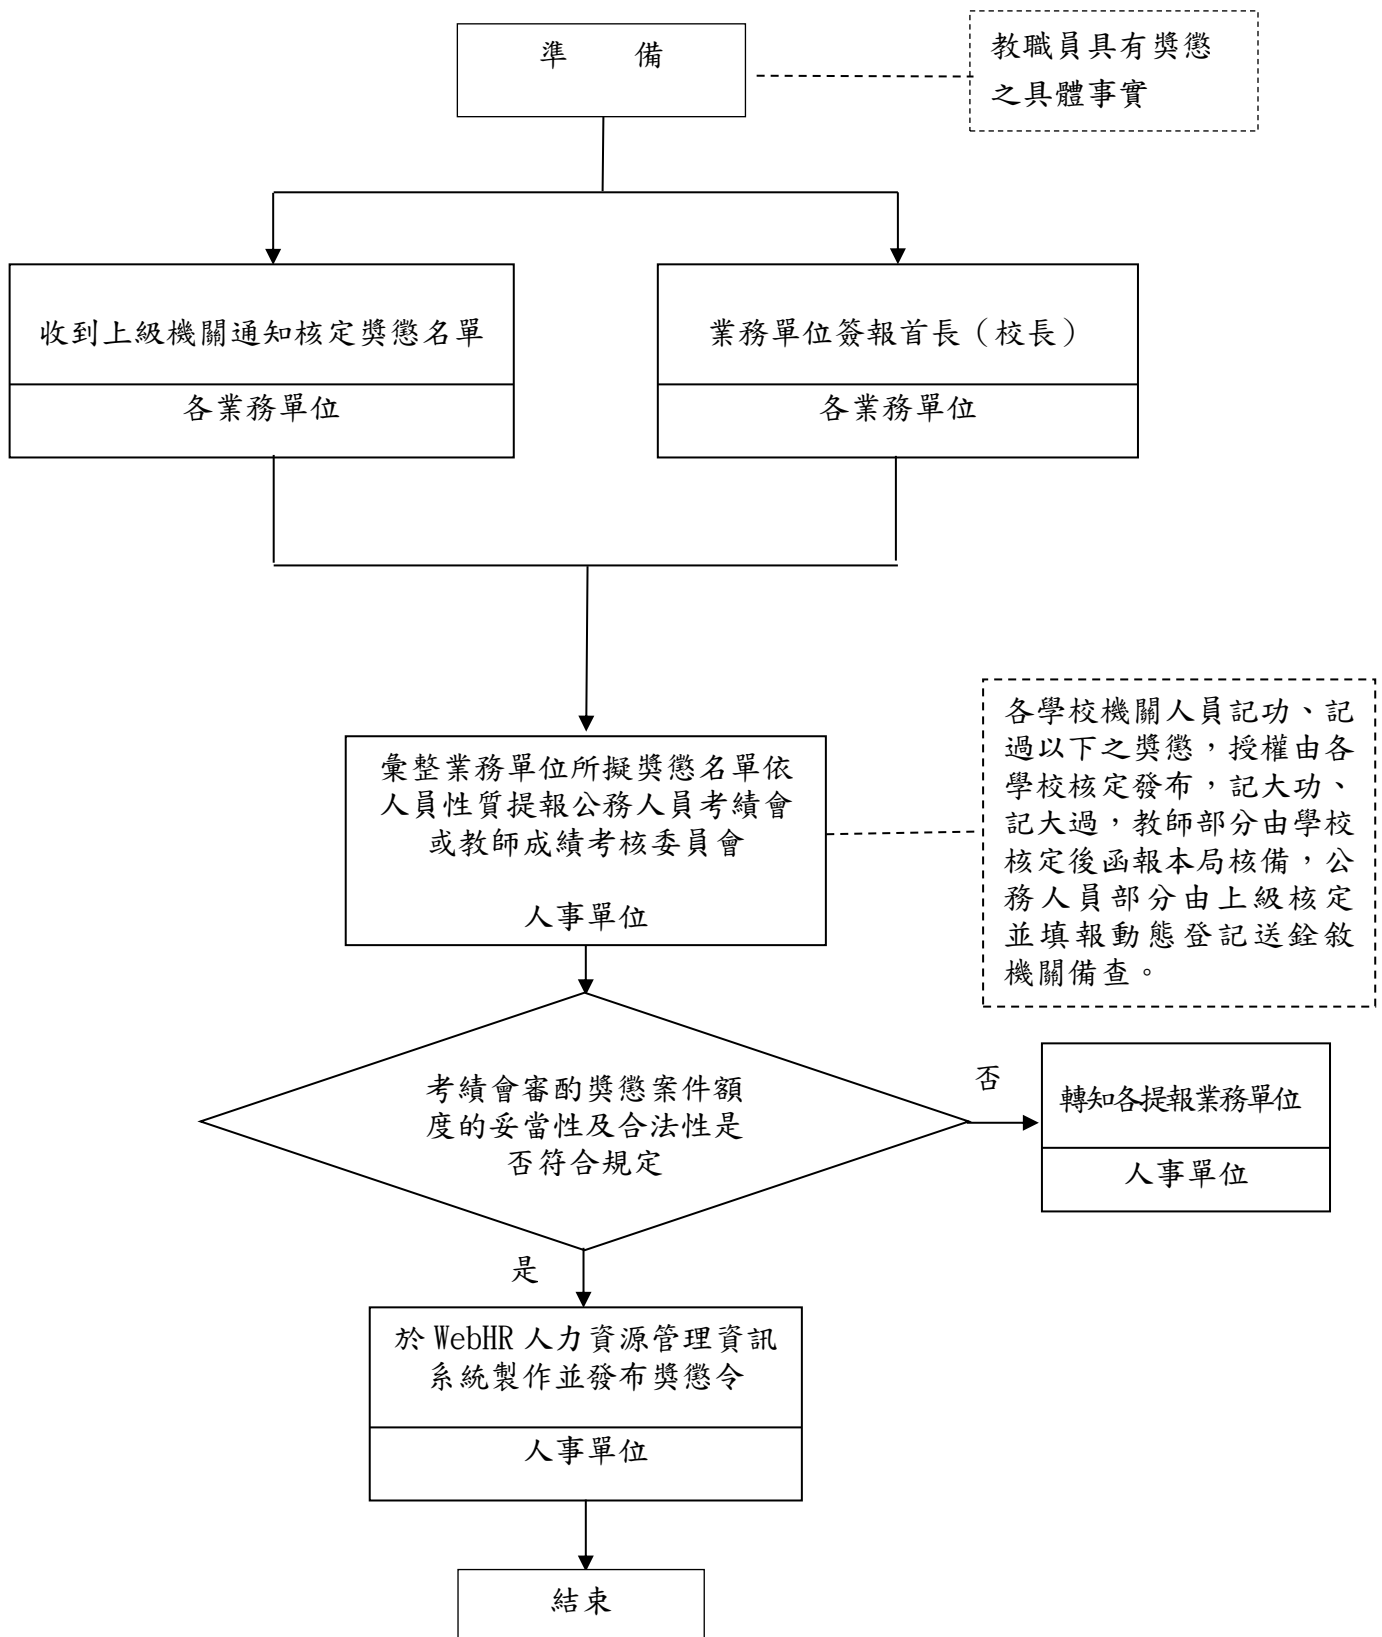 準　　備
教職員具有獎懲
之具體事實
收到上級機關通知核定獎懲名單
各業務單位
業務單位簽報首長（校長）
各業務單位
彙整業務單位所擬獎懲名單依
人員性質提報公務人員考績會
或教師成績考核委員會
人事單位
各學校機關人員記功、記
過以下之獎懲，授權由各
學校核定發布，記大功、
記大過，教師部分由學校
核定後函報本局核備，公
務人員部分由上級核定
並填報動態登記送銓敘
機關備查。
考績會審酌獎懲案件額
度的妥當性及合法性是
否符合規定
否
轉知各提報業務單位
人事單位
是
於 WebHR 人力資源管理資訊
系統製作並發布獎懲令
人事單位
結束